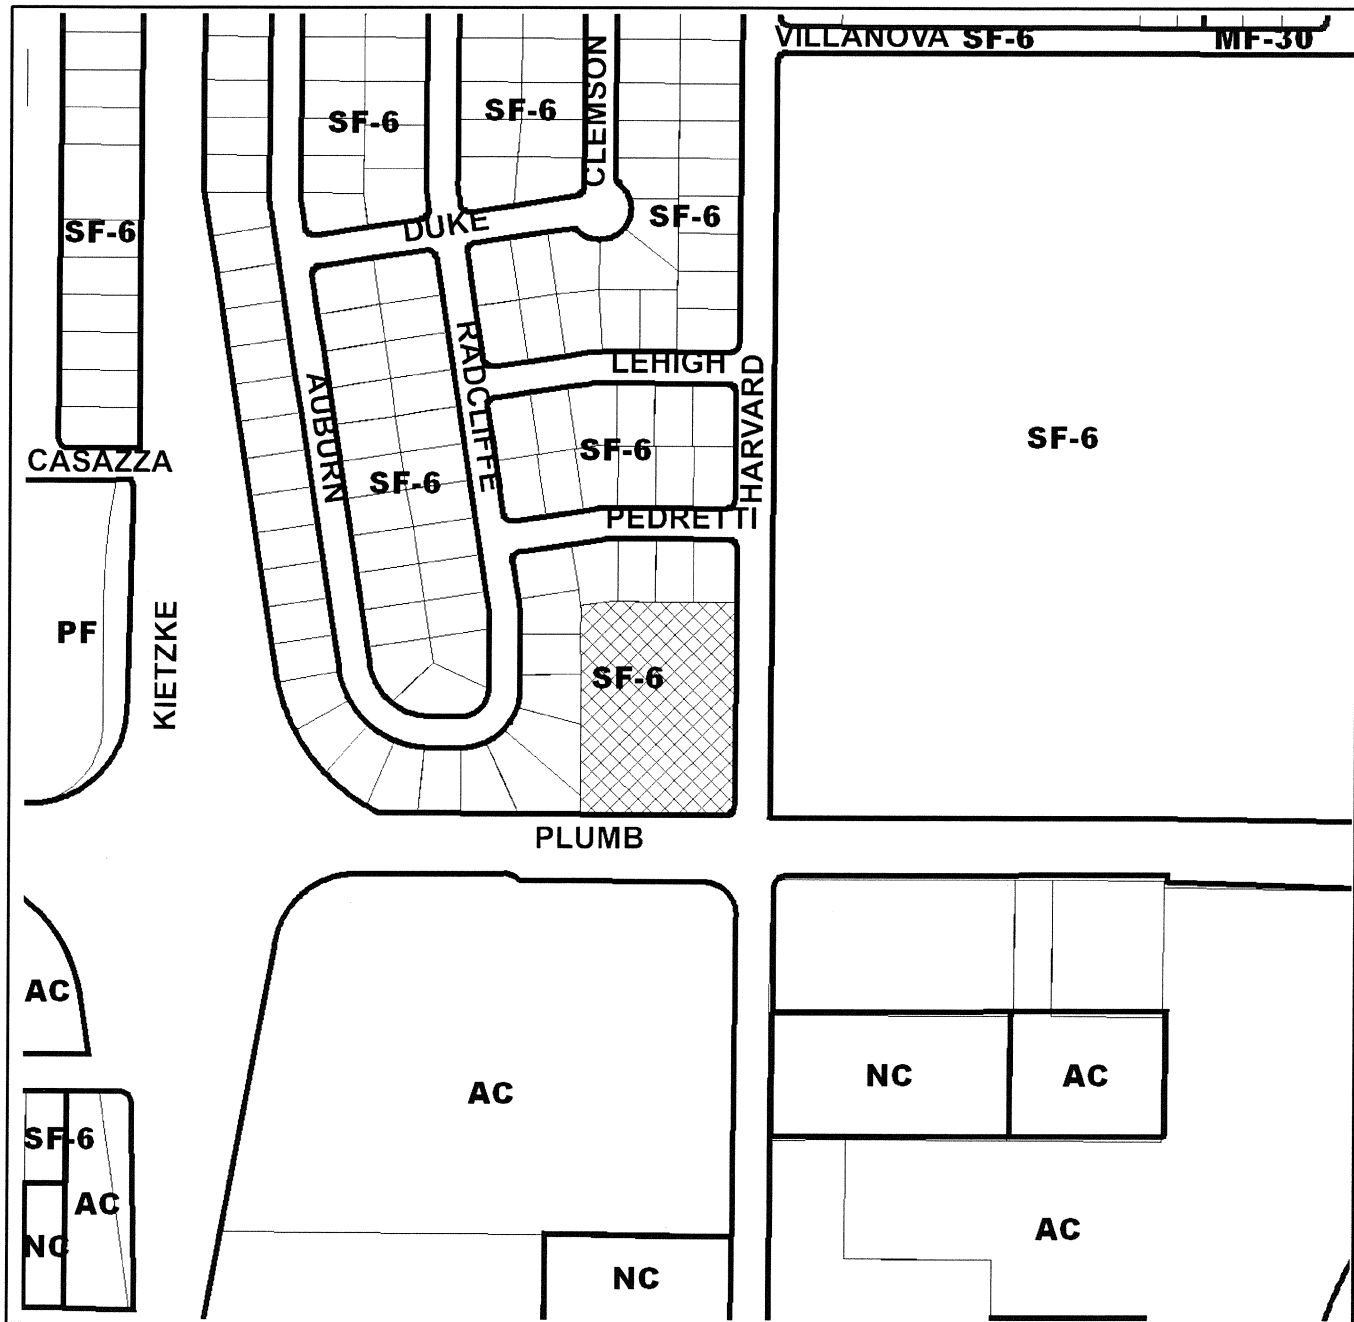 VILLANOVA SF-6 MF-30
CLEMSON
SF-6 SF-6
SF-6 DUKE SF-6
RADCLIFFE
LEHIGH
AUBURN
HARVARD
SF-6
CASAZZA
SF-6
SF-6
PEDRETTI
PF
KIETZKE
SF-6
PLUMB
AC
AC
NC AC
SF-6
AC
NC
AC
NC